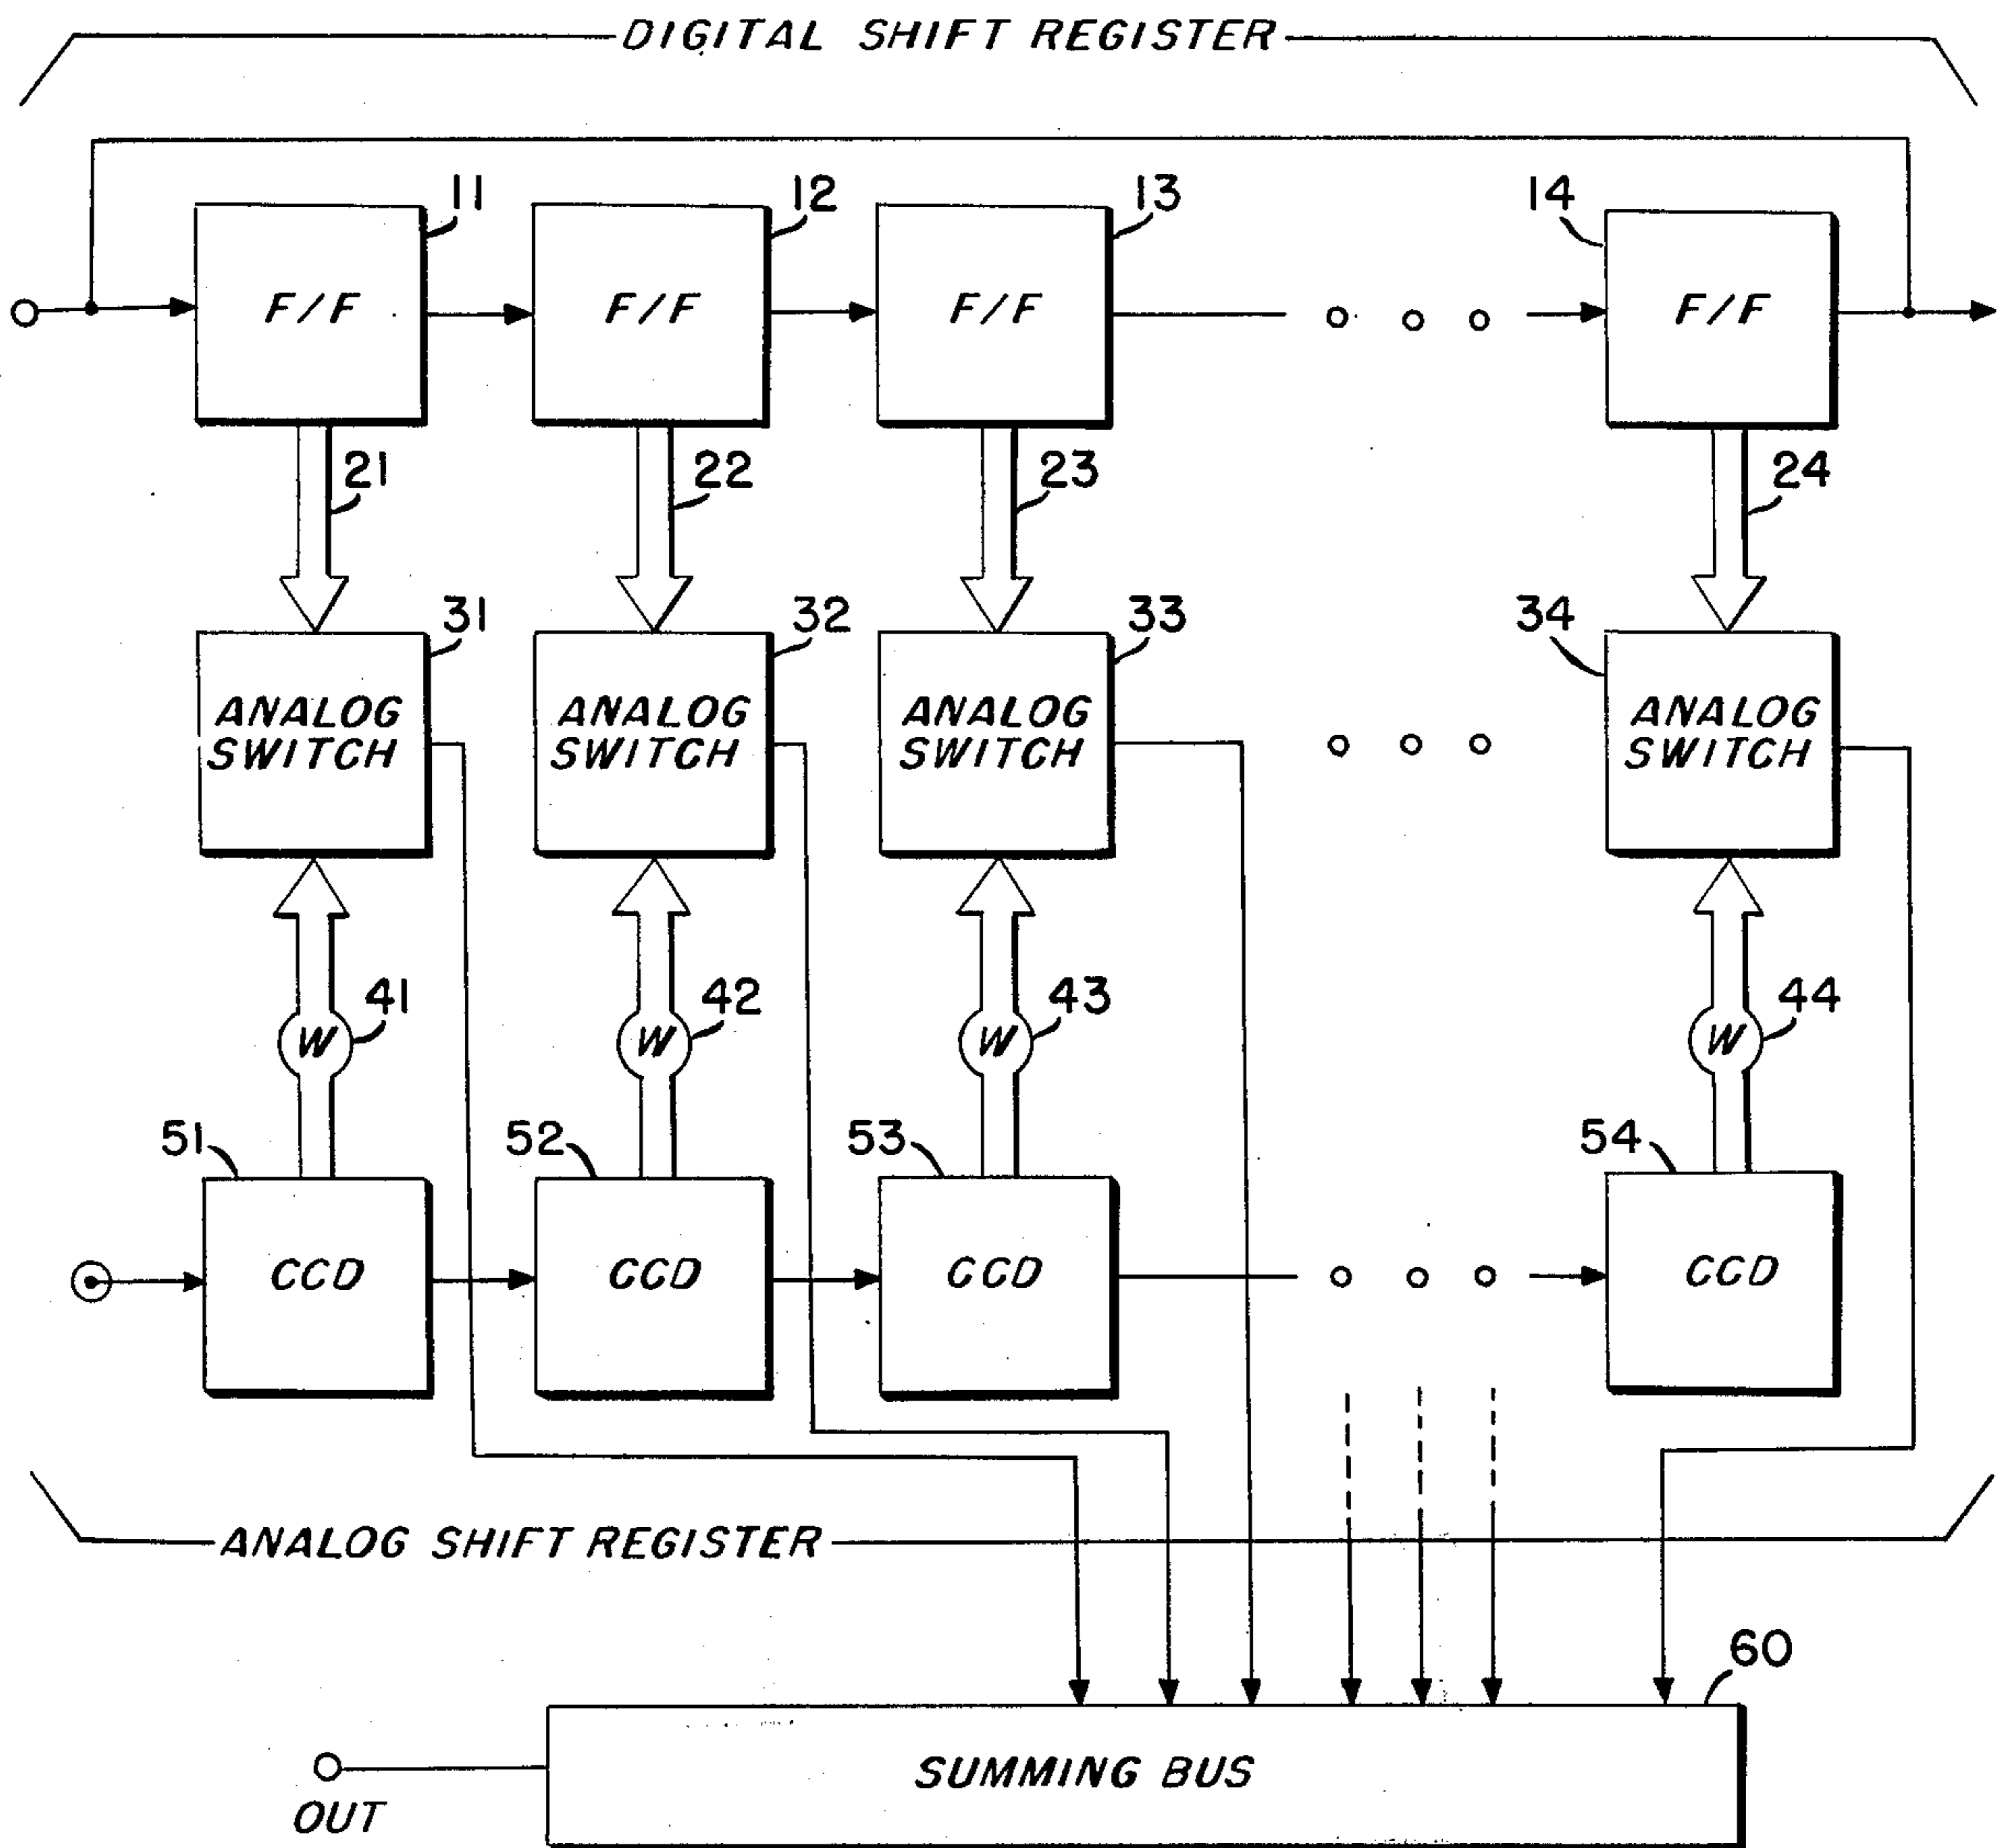 DIGITAL SHIFT REGISTER
11 12 13 14
F/F F/F F/F F/F
21 22 23 24
31 32 33 34
ANALOG SWITCH
ANALOG SWITCH
ANALOG SWITCH
ANALOG SWITCH
41 42 43 44
W W W W
51 52 53 54
CCD CCD CCD CCD
ANALOG SHIFT REGISTER
60
SUMMING BUS
OUT